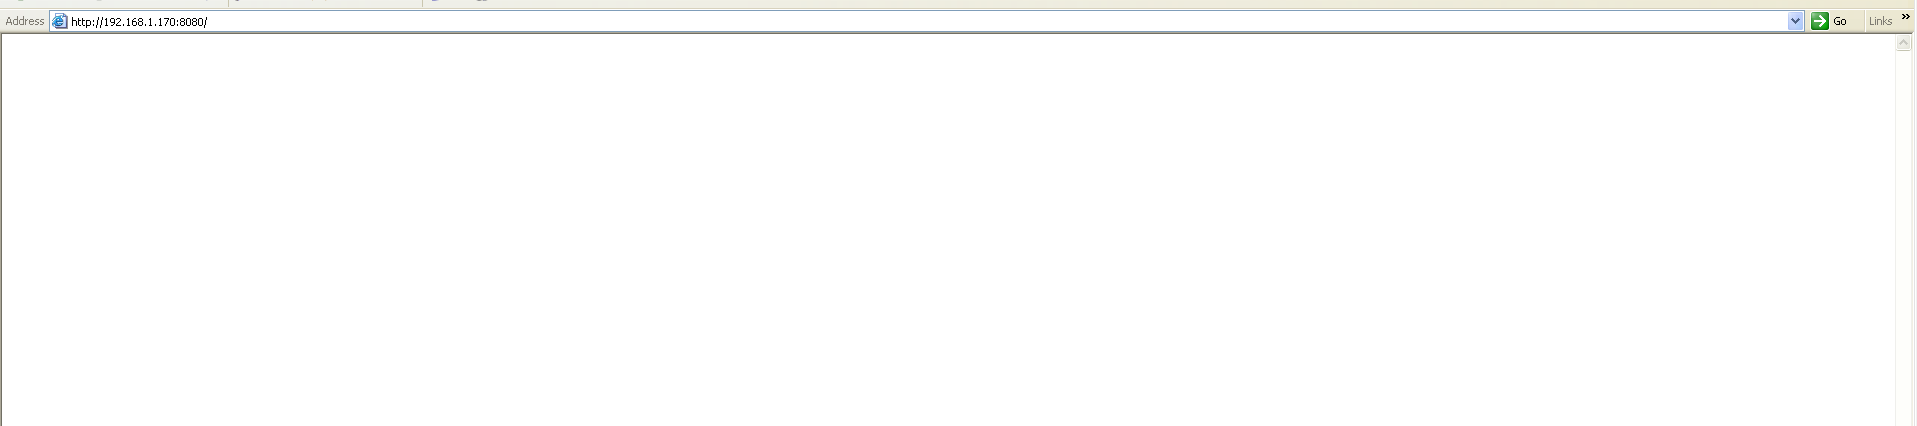 Address http://192.168.1.170:8080/ Go Links »